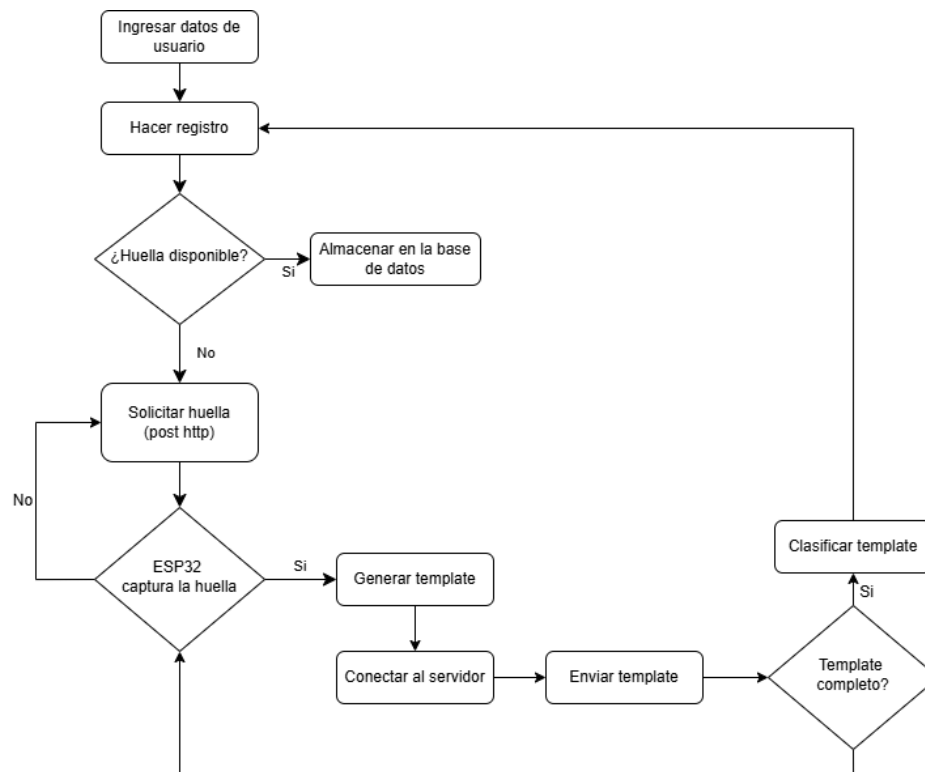 Ingresar datos de
usuario
Hacer registro
¿Huella disponible?
Si
Almacenar en la base
de datos
No
Solicitar huella
(post http)
No
ESP32
captura la huella
Si
Generar template
Conectar al servidor
Enviar template
Template
completo?
Si
Clasificar template